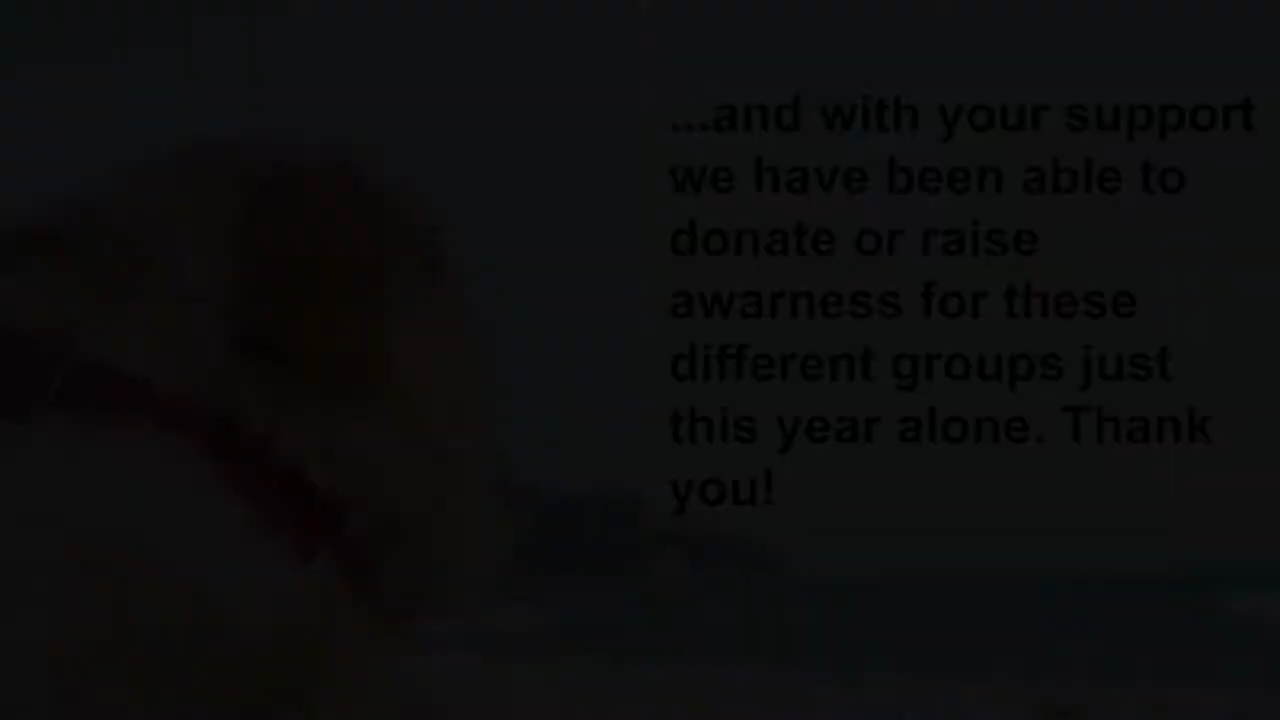 ...and with your support
we have been able to
donate or raise
awarness for these
different groups just
this year alone. Thank
you!